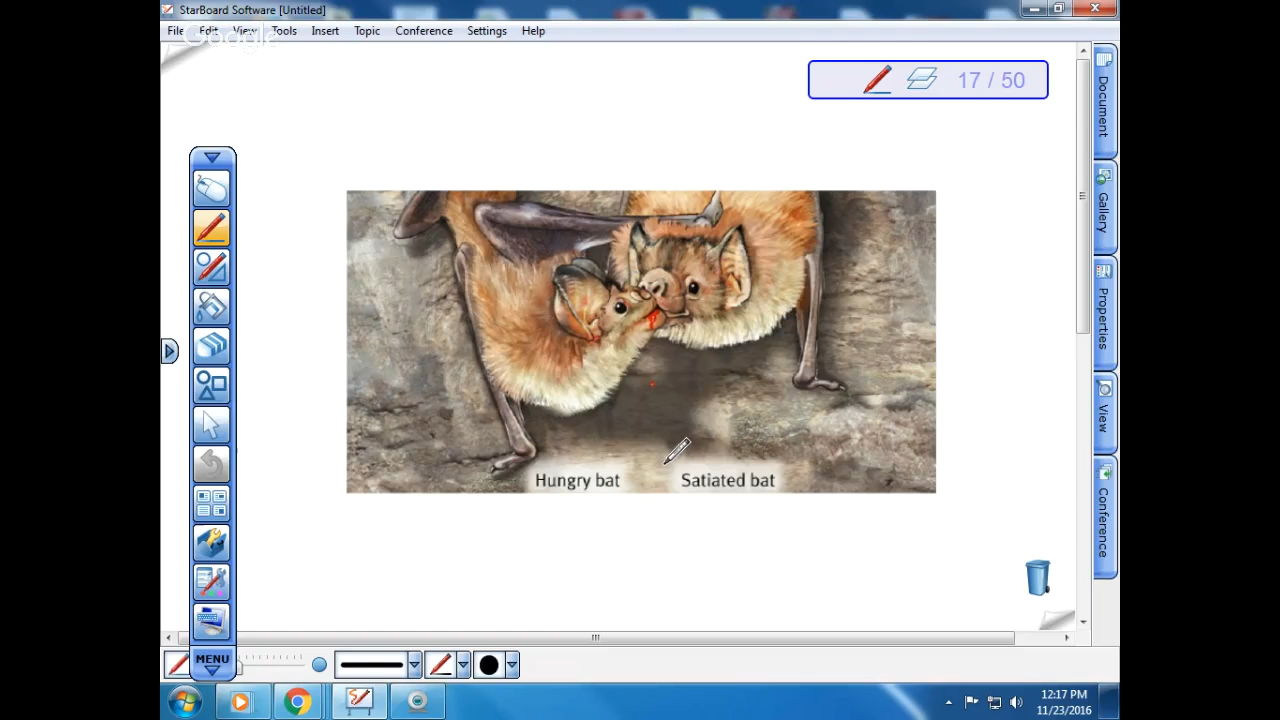 StarBoard Software [Untitled]
File Edit View Tools Insert Topic Conference Settings Help
Google
17 / 50
Document
Gallery
Properties
View
Conference
Hungry bat Satiated bat
MENU
12:17 PM
11/23/2016